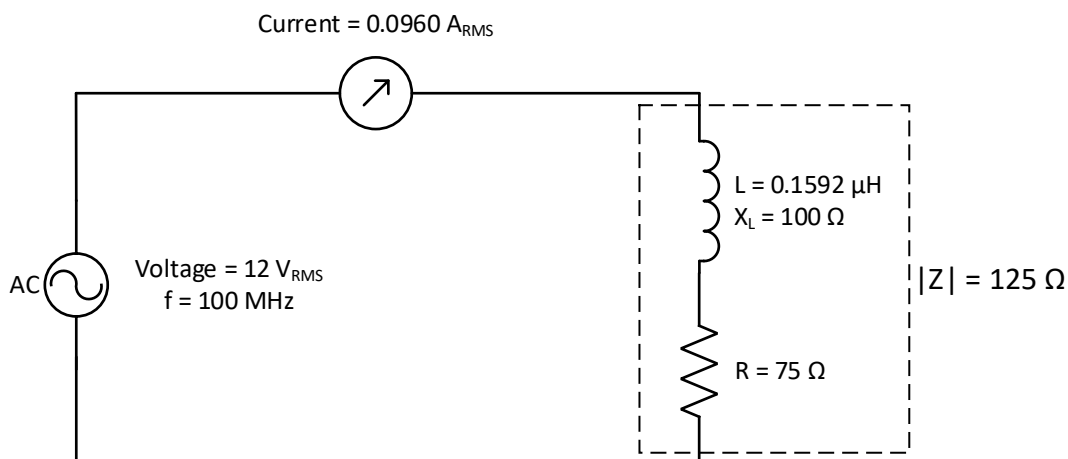 Current = 0.0960 A_RMS
L = 0.1592 µH
X_L = 100 Ω
AC
Voltage = 12 V_RMS
f = 100 MHz
|Z| = 125 Ω
R = 75 Ω